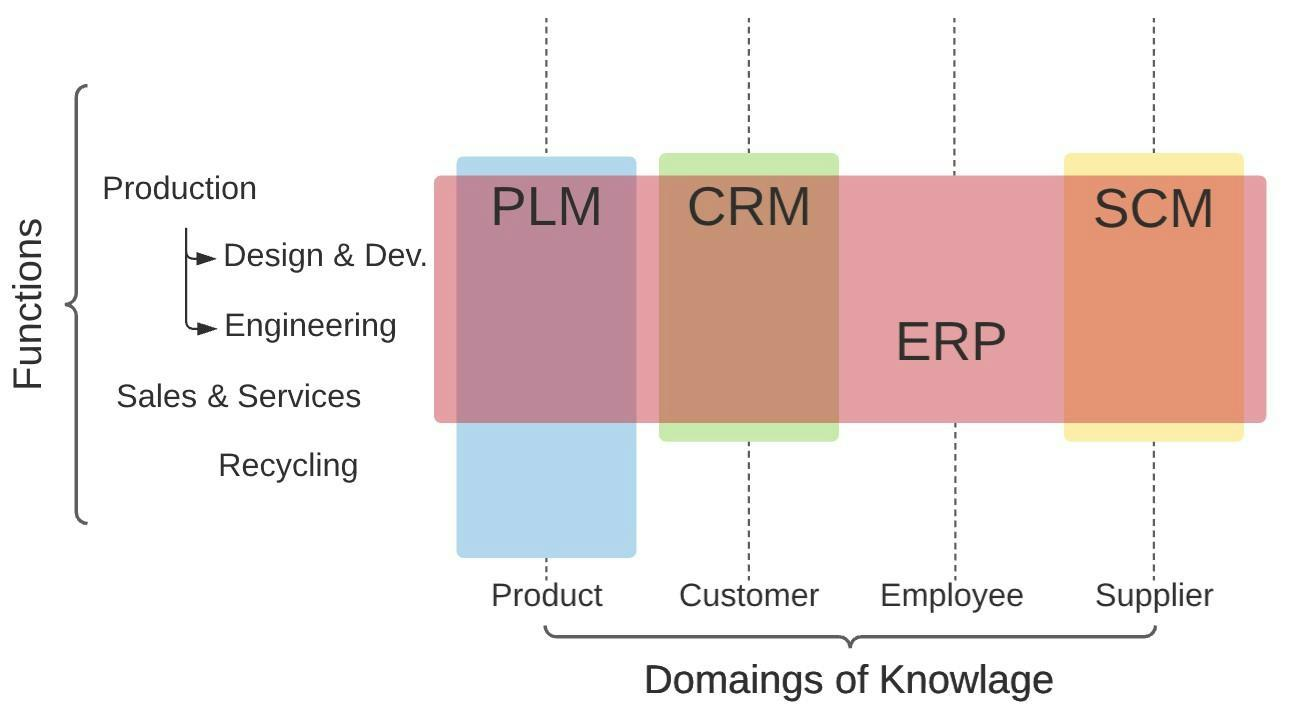 Functions
Production
Design & Dev.
Engineering
Sales & Services
Recycling
PLM
CRM
ERP
SCM
Product
Customer
Employee
Supplier
Domaings of Knowlage